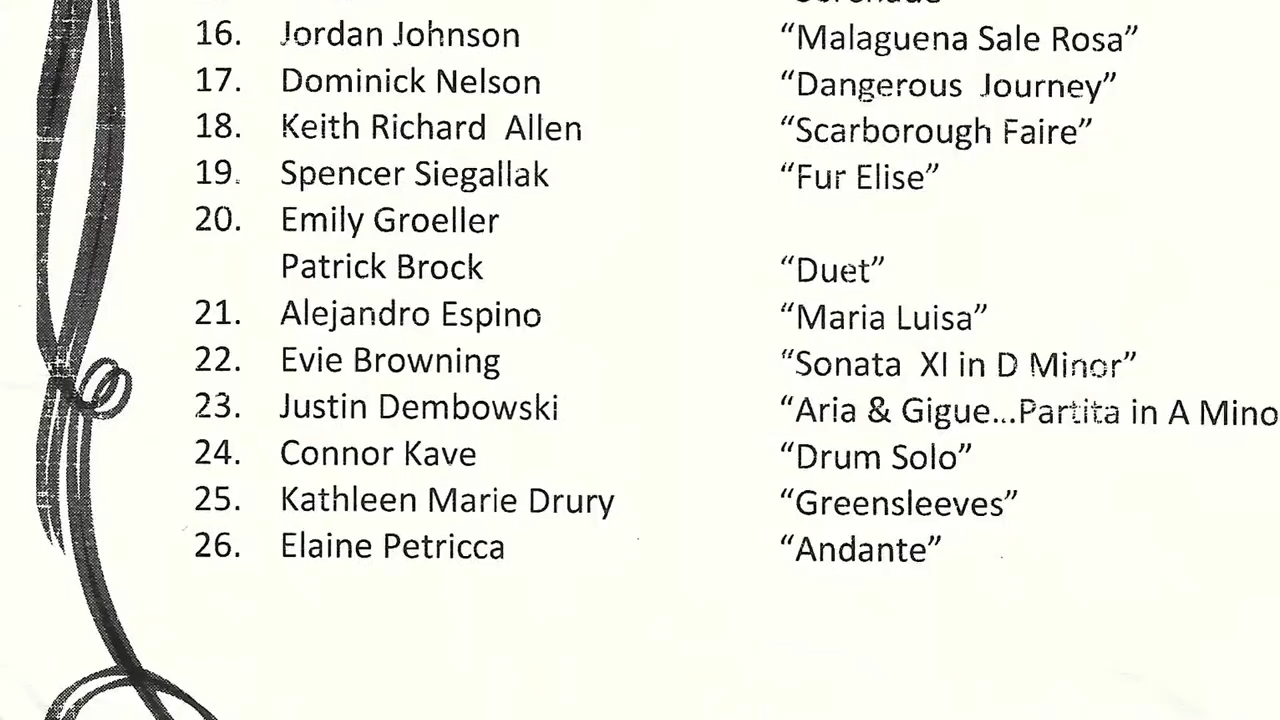 16. Jordan Johnson “Malaguena Sale Rosa”
17. Dominick Nelson “Dangerous Journey”
18. Keith Richard Allen “Scarborough Faire”
19. Spencer Siegallak “Fur Elise”
20. Emily Groeller
Patrick Brock “Duet”
21. Alejandro Espino “Maria Luisa”
22. Evie Browning “Sonata XI in D Minor”
23. Justin Dembowski “Aria & Gigue...Partita in A Mino
24. Connor Kave “Drum Solo”
25. Kathleen Marie Drury “Greensleeves”
26. Elaine Petricca “Andante”